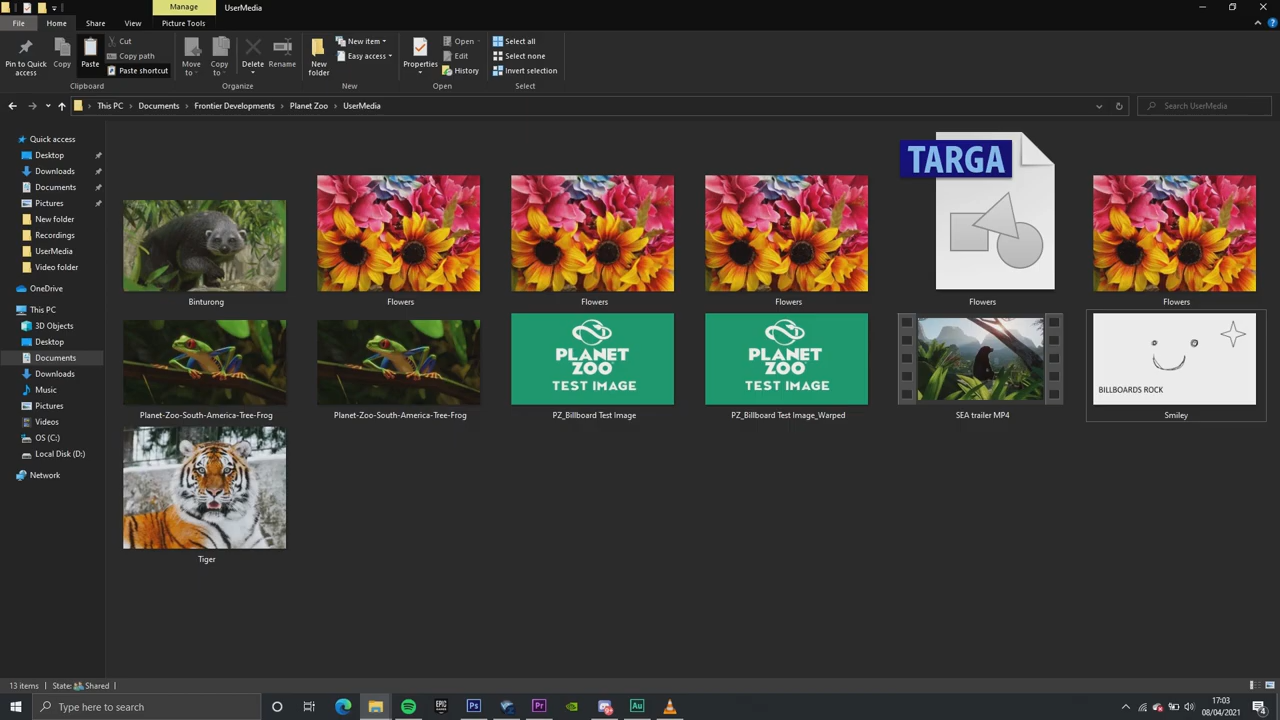 Manage
UserMedia
File
Home
Share
View
Picture Tools
Pin to Quick access
Copy
Paste
Cut
Copy path
Paste shortcut
Clipboard
Move to
Copy to
Delete
Rename
Organize
New folder
New item
Easy access
New
Properties
Open
Edit
History
Open
Select all
Select none
Invert selection
Select
This PC
Documents
Frontier Developments
Planet Zoo
UserMedia
Search UserMedia
Quick access
Desktop
Downloads
Documents
Pictures
New folder
Recordings
UserMedia
Video folder
OneDrive
This PC
3D Objects
Desktop
Documents
Downloads
Music
Pictures
Videos
OS (C:)
Local Disk (D:)
Network
TARGA
Binturong
Flowers
Flowers
Flowers
Flowers
Flowers
PLANET
ZOO
TEST IMAGE
PLANET
ZOO
TEST IMAGE
BILLBOARDS ROCK
Planet-Zoo-South-America-Tree-Frog
Planet-Zoo-South-America-Tree-Frog
PZ_Billboard Test Image
PZ_Billboard Test Image_Warped
SEA trailer MP4
Smiley
Tiger
13 items
State:
Shared
Type here to search
EPIC
GAMES
Ps
Pr
Au
17:03
08/04/2021
4